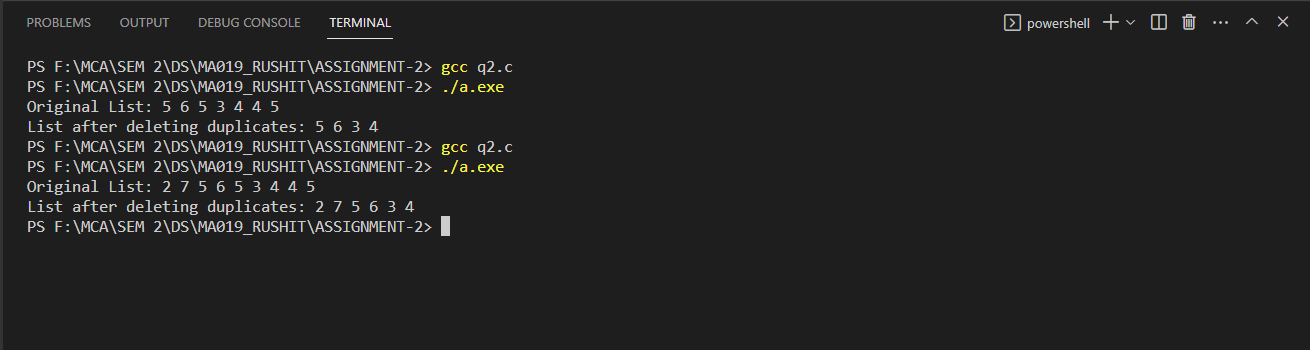 PROBLEMS OUTPUT DEBUG CONSOLE TERMINAL powershell
PS F:\MCA\SEM 2\DS\MA019_RUSHIT\ASSIGNMENT-2> gcc q2.c
PS F:\MCA\SEM 2\DS\MA019_RUSHIT\ASSIGNMENT-2> ./a.exe
Original List: 5 6 5 3 4 4 5
List after deleting duplicates: 5 6 3 4
PS F:\MCA\SEM 2\DS\MA019_RUSHIT\ASSIGNMENT-2> gcc q2.c
PS F:\MCA\SEM 2\DS\MA019_RUSHIT\ASSIGNMENT-2> ./a.exe
Original List: 2 7 5 6 5 3 4 4 5
List after deleting duplicates: 2 7 5 6 3 4
PS F:\MCA\SEM 2\DS\MA019_RUSHIT\ASSIGNMENT-2>